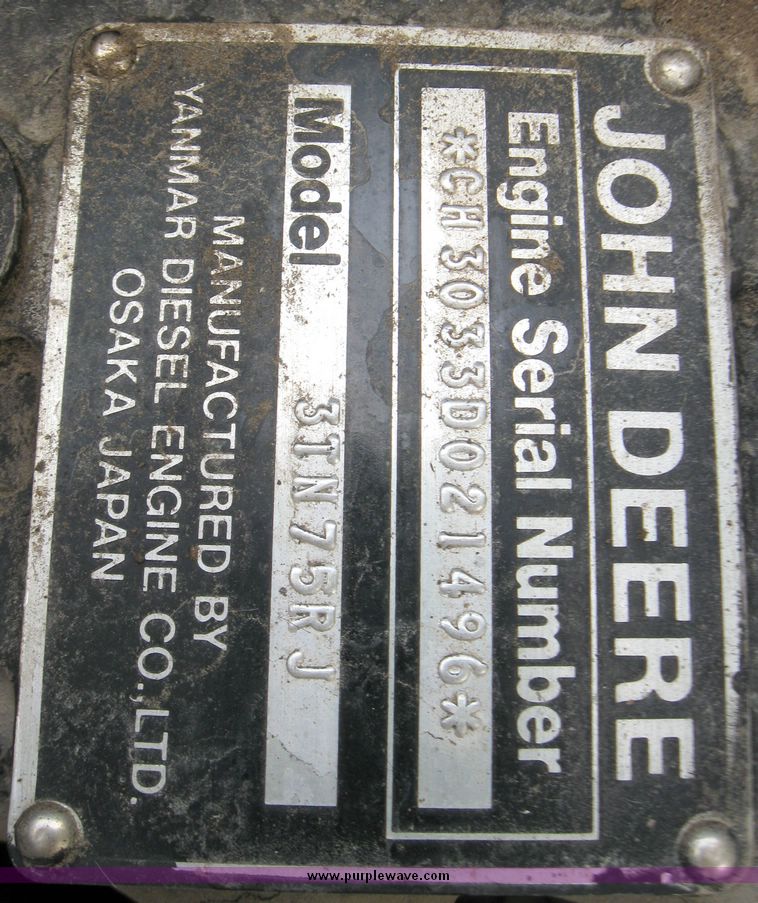 JOHN DEERE
Engine Serial Number
*CH3033D021496*
Model 3TN75RJ
MANUFACTURED BY
YANMAR DIESEL ENGINE CO.,LTD.
OSAKA JAPAN
www.purplewave.com